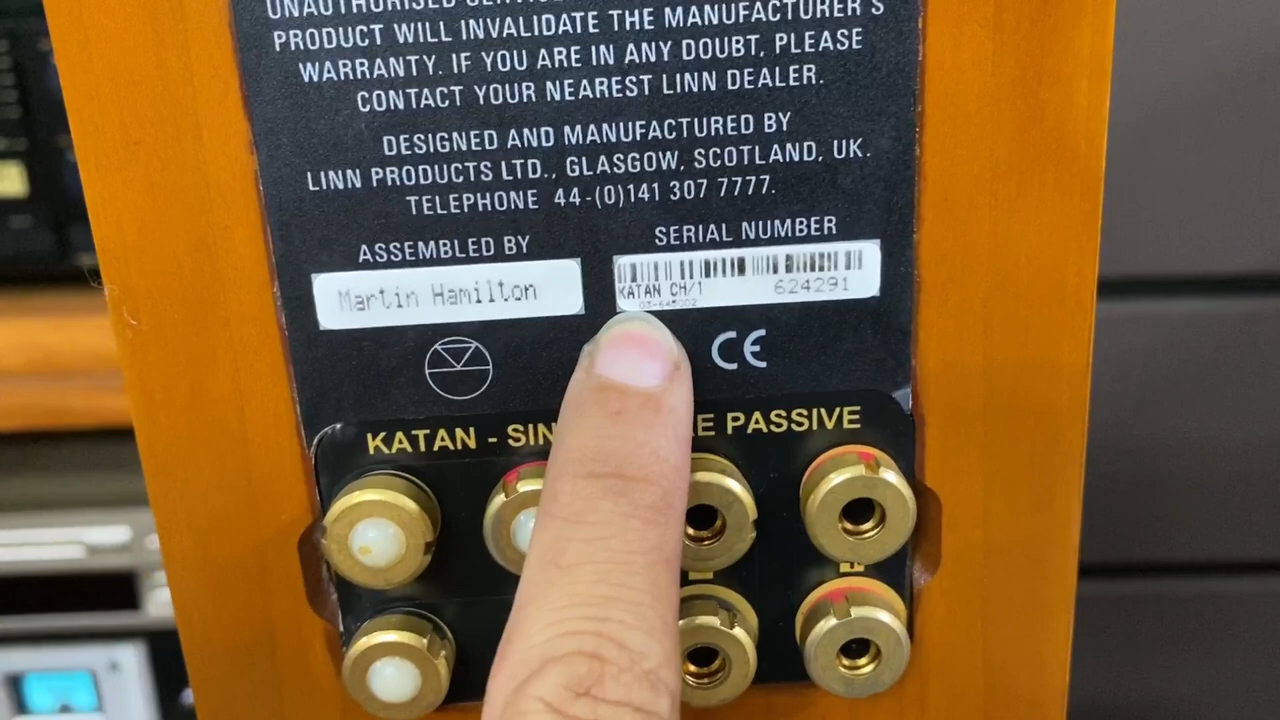 UNAUTHORISED
PRODUCT WILL INVALIDATE THE MANUFACTURER'S
WARRANTY. IF YOU ARE IN ANY DOUBT, PLEASE
CONTACT YOUR NEAREST LINN DEALER.
DESIGNED AND MANUFACTURED BY
LINN PRODUCTS LTD., GLASGOW, SCOTLAND, UK.
TELEPHONE 44-(0)141 307 7777.
ASSEMBLED BY
Martin Hamilton
SERIAL NUMBER
KATAN CH/1 624291
CE
KATAN - PASSIVE